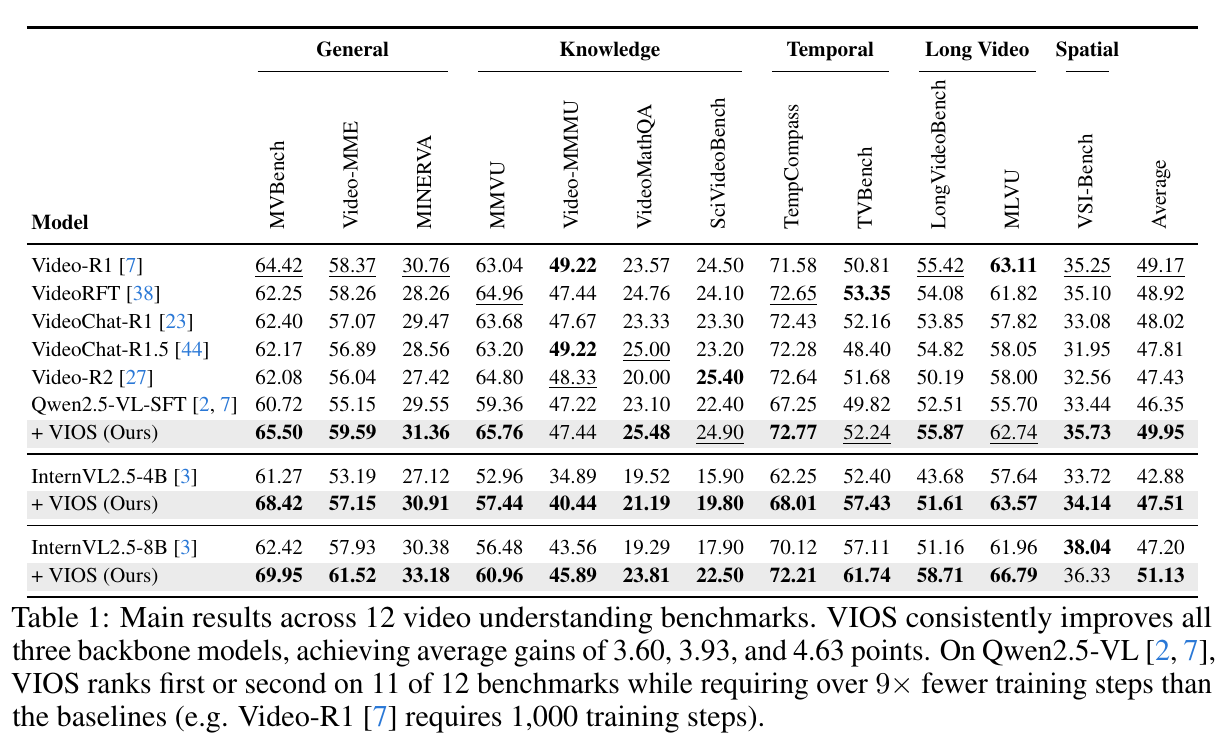 General Knowledge Temporal Long Video Spatial
Model MVBench Video-MME MINERVA MMVU Video-MMMU VideoMathQA SciVideoBench TempCompass TVBench LongVideoBench MLVU VSI-Bench Average
Video-R1 [7] 64.42 58.37 30.76 63.04 49.22 23.57 24.50 71.58 50.81 55.42 63.11 35.25 49.17
VideoRFT [38] 62.25 58.26 28.26 64.96 47.44 24.76 24.10 72.65 53.35 54.08 61.82 35.10 48.92
VideoChat-R1 [23] 62.40 57.07 29.47 63.68 47.67 23.33 23.30 72.43 52.16 53.85 57.82 33.08 48.02
VideoChat-R1.5 [44] 62.17 56.89 28.56 63.20 49.22 25.00 23.20 72.28 48.40 54.82 58.05 31.95 47.81
Video-R2 [27] 62.08 56.04 27.42 64.80 48.33 20.00 25.40 72.64 51.68 50.19 58.00 32.56 47.43
Qwen2.5-VL-SFT [2, 7] 60.72 55.15 29.55 59.36 47.22 23.10 22.40 67.25 49.82 52.51 55.70 33.44 46.35
+ VIOS (Ours) 65.50 59.59 31.36 65.76 47.44 25.48 24.90 72.77 52.24 55.87 62.74 35.73 49.95
InternVL2.5-4B [3] 61.27 53.19 27.12 52.96 34.89 19.52 15.90 62.25 52.40 43.68 57.64 33.72 42.88
+ VIOS (Ours) 68.42 57.15 30.91 57.44 40.44 21.19 19.80 68.01 57.43 51.61 63.57 34.14 47.51
InternVL2.5-8B [3] 62.42 57.93 30.38 56.48 43.56 19.29 17.90 70.12 57.11 51.16 61.96 38.04 47.20
+ VIOS (Ours) 69.95 61.52 33.18 60.96 45.89 23.81 22.50 72.21 61.74 58.71 66.79 36.33 51.13
Table 1: Main results across 12 video understanding benchmarks. VIOS consistently improves all
three backbone models, achieving average gains of 3.60, 3.93, and 4.63 points. On Qwen2.5-VL [2, 7],
VIOS ranks first or second on 11 of 12 benchmarks while requiring over 9× fewer training steps than
the baselines (e.g. Video-R1 [7] requires 1,000 training steps).